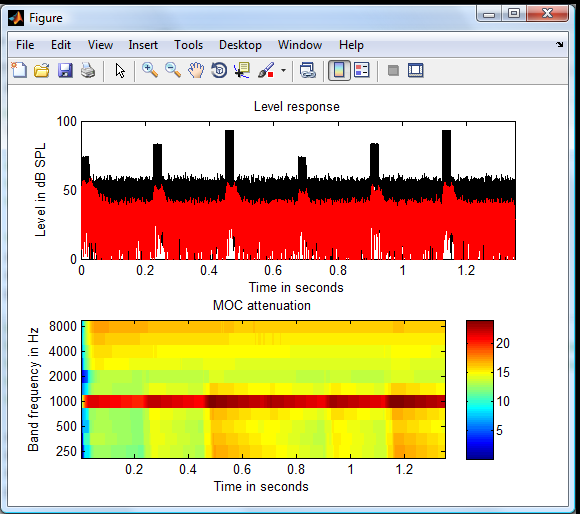 Figure
File Edit View Insert Tools Desktop Window Help
Level response
100
50
0
Level in dB SPL
0 0.2 0.4 0.6 0.8 1 1.2
Time in seconds
MOC attenuation
8000
4000
2000
1000
500
250
Band frequency in Hz
0.2 0.4 0.6 0.8 1 1.2
Time in seconds
20
15
10
5